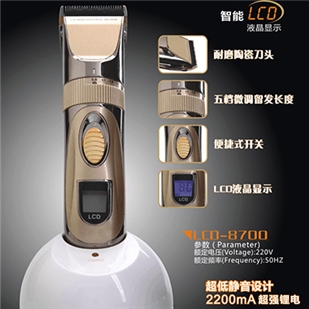 智能 LCD
液晶显示
耐磨陶瓷刀头
五档微调留发长度
便捷式开关
LCD液晶显示
LCD
LCD-8700
参数 ( Parameter)
额定电压(Voltage):220V
额定频率(Frequency):50HZ
超低静音设计
2200mA 超强锂电